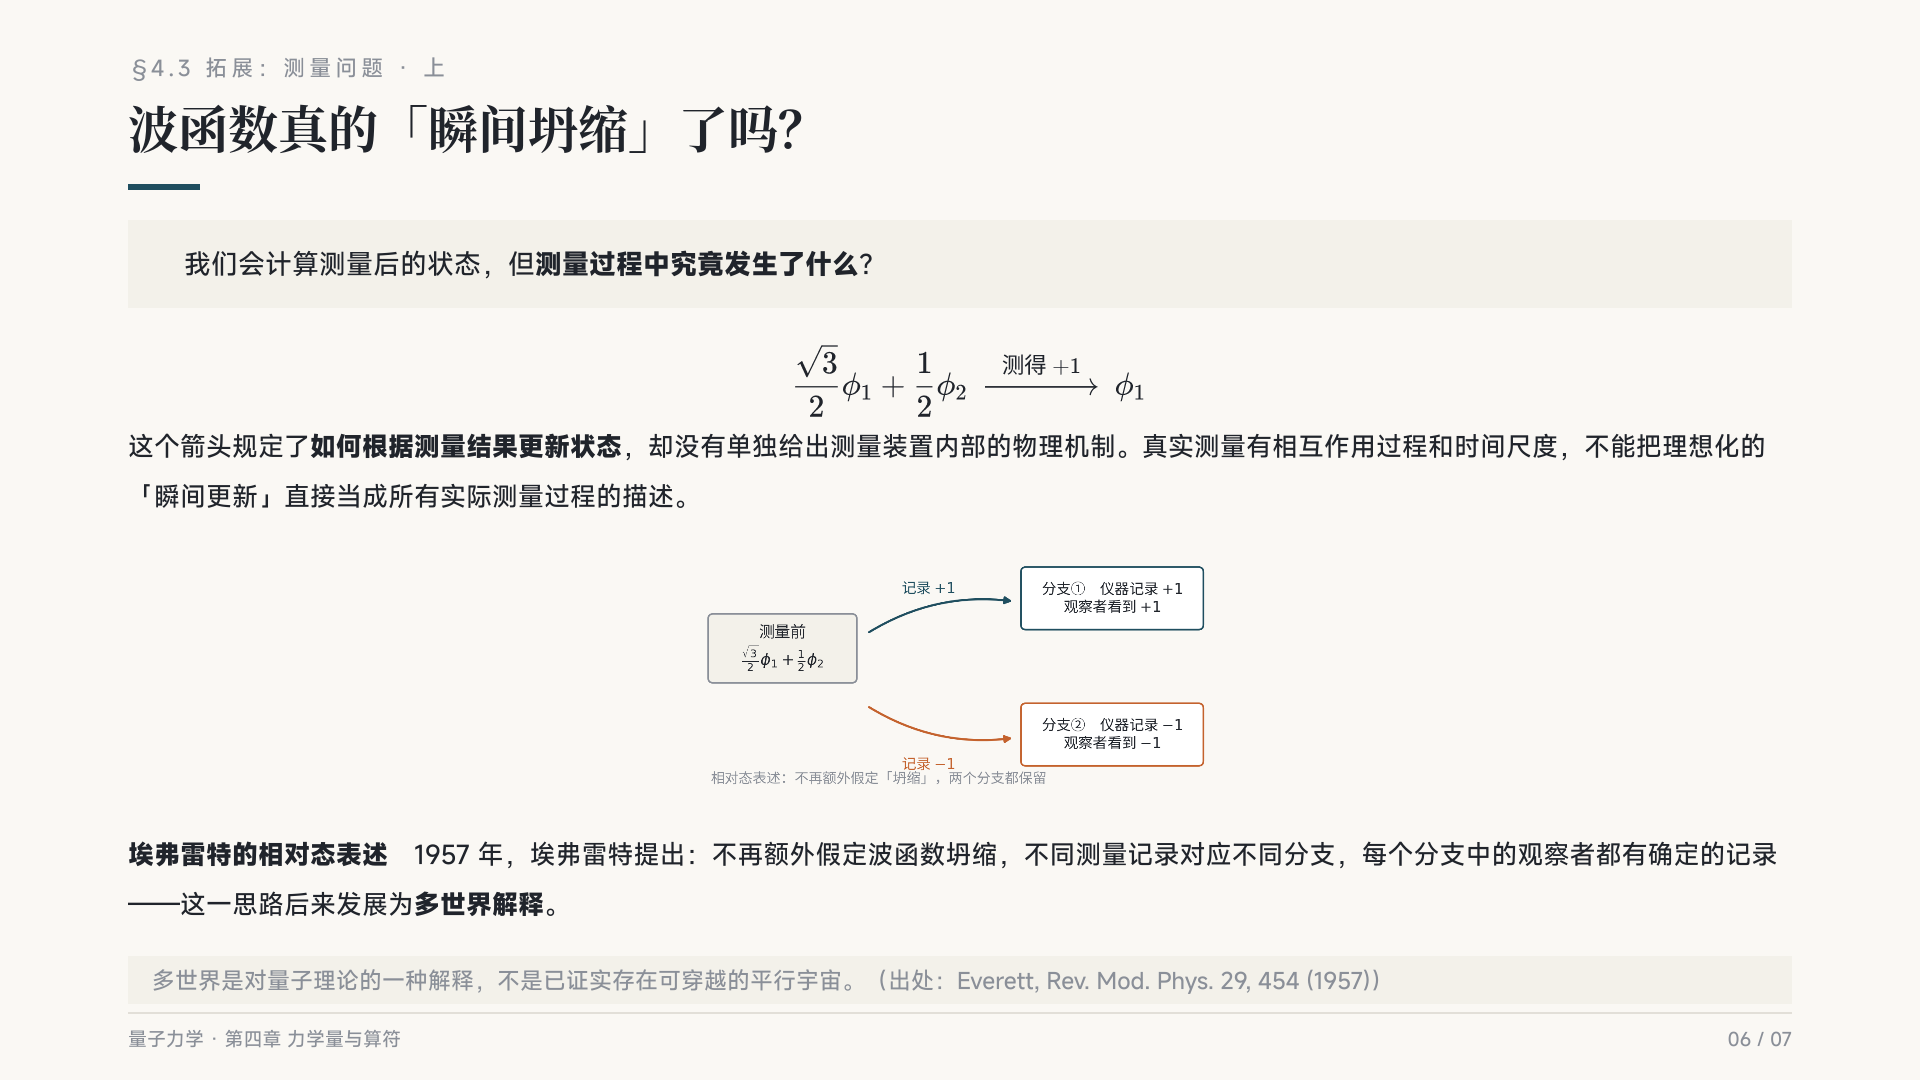 §4.3 拓展：测量问题 · 上
波函数真的「瞬间坍缩」了吗？
我们会计算测量后的状态，但测量过程中究竟发生了什么？
√3/2 ϕ₁ + 1/2 ϕ₂ 测得 +1 → ϕ₁
这个箭头规定了如何根据测量结果更新状态，却没有单独给出测量装置内部的物理机制。真实测量有相互作用过程和时间尺度，不能把理想化的
「瞬间更新」直接当成所有实际测量过程的描述。
测量前
√3/2 ϕ₁ + 1/2 ϕ₂
记录 +1
分支① 仪器记录 +1
观察者看到 +1
记录 −1
分支② 仪器记录 −1
观察者看到 −1
相对态表述：不再额外假定「坍缩」，两个分支都保留
埃弗雷特的相对态表述 1957 年，埃弗雷特提出：不再额外假定波函数坍缩，不同测量记录对应不同分支，每个分支中的观察者都有确定的记录
——这一思路后来发展为多世界解释。
多世界是对量子理论的一种解释，不是已证实存在可穿越的平行宇宙。（出处：Everett, Rev. Mod. Phys. 29, 454 (1957)）
量子力学 · 第四章 力学量与算符
06 / 07